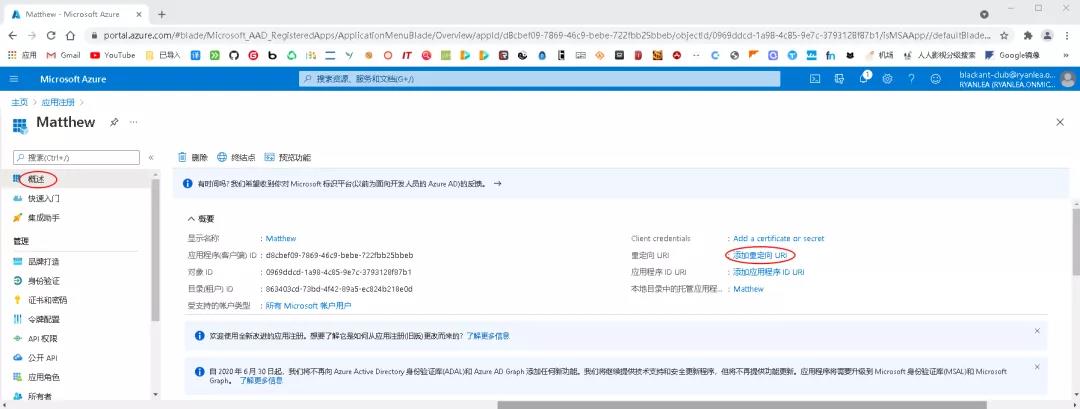 Matthew - Microsoft Azure
portal.azure.com/#blade/Microsoft_AAD_RegisteredApps/ApplicationMenuBlade/Overview/appId/d8cbef09-7869-46c9-bebe-722fbb25bbeb/objectId/0969ddcd-1a98-4c85-9e7c-3793128f87b1/isMSAApp//defaultBlade...
应用 Gmail YouTube 已导入 机场 人人影视分级搜索 Google镜像
Microsoft Azure
搜索资源、服务和文档(G+/)
1
blackant-club@ryanlea.o...
RYANLEA (RYANLEA.ONMIC...
主页 > 应用注册 >
Matthew
搜索(Ctrl+/)
删除 终结点 预览功能
概述
快速入门
集成助手
管理
品牌打造
身份验证
证书和密码
令牌配置
API 权限
公开 API
应用角色
所有者
有时间吗? 我们希望收到你对 Microsoft 标识平台(以前为面向开发人员的 Azure AD)的反馈。 →
概要
显示名称 : Matthew
应用程序(客户端) ID : d8cbef09-7869-46c9-bebe-722fbb25bbeb
对象 ID : 0969ddcd-1a98-4c85-9e7c-3793128f87b1
目录(租户) ID : 863403cd-73bd-4f42-89a5-ec824b218e0d
受支持的帐户类型 : 所有 Microsoft 帐户用户
Client credentials : Add a certificate or secret
重定向 URI : 添加重定向 URI
应用程序 ID URI : 添加应用程序 ID URI
本地目录中的托管应用程... : Matthew
欢迎使用全新改进的应用注册。想要了解它是如何从应用注册(旧版)更改而来的? 了解更多信息
自 2020 年 6 月 30 日起，我们将不再向 Azure Active Directory 身份验证库(ADAL)和 Azure AD Graph 添加任何新功能。我们将继续提供技术支持和安全更新程序，但将不再提供功能更新。应用程序将需要升级到 Microsoft 身份验证库(MSAL)和 Microsoft
Graph。 了解更多信息